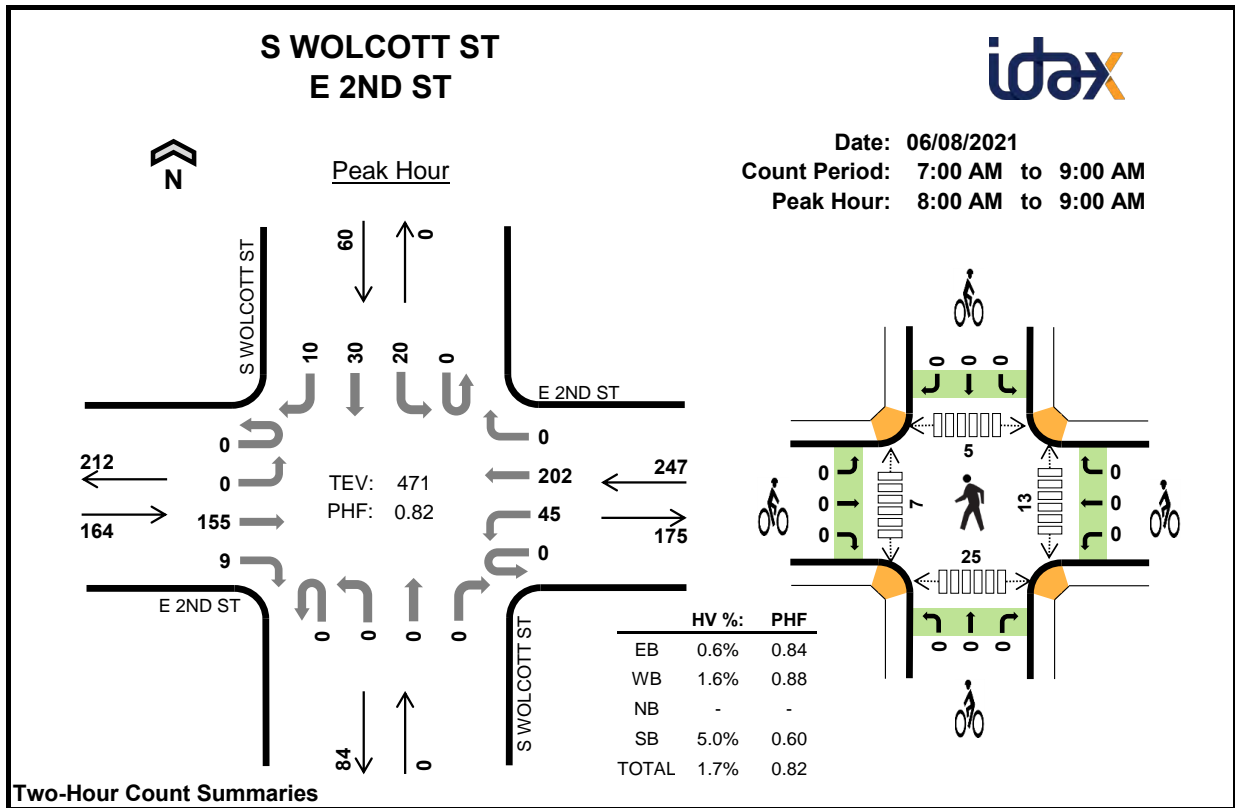 S WOLCOTT ST
E 2ND ST
idax
Date: 06/08/2021
Count Period: 7:00 AM to 9:00 AM
Peak Hour: 8:00 AM to 9:00 AM
N
Peak Hour
60
0
S WOLCOTT ST
10
30
20
0
E 2ND ST
0
0
212
164
155
9
E 2ND ST
TEV: 471
PHF: 0.82
0
202
45
0
247
175
0
0
0
0
84
0
S WOLCOTT ST
HV %: PHF
EB 0.6% 0.84
WB 1.6% 0.88
NB - -
SB 5.0% 0.60
TOTAL 1.7% 0.82
0 0 0
5
0
0
0
7
13
0
0
0
25
0 0 0
Two-Hour Count Summaries